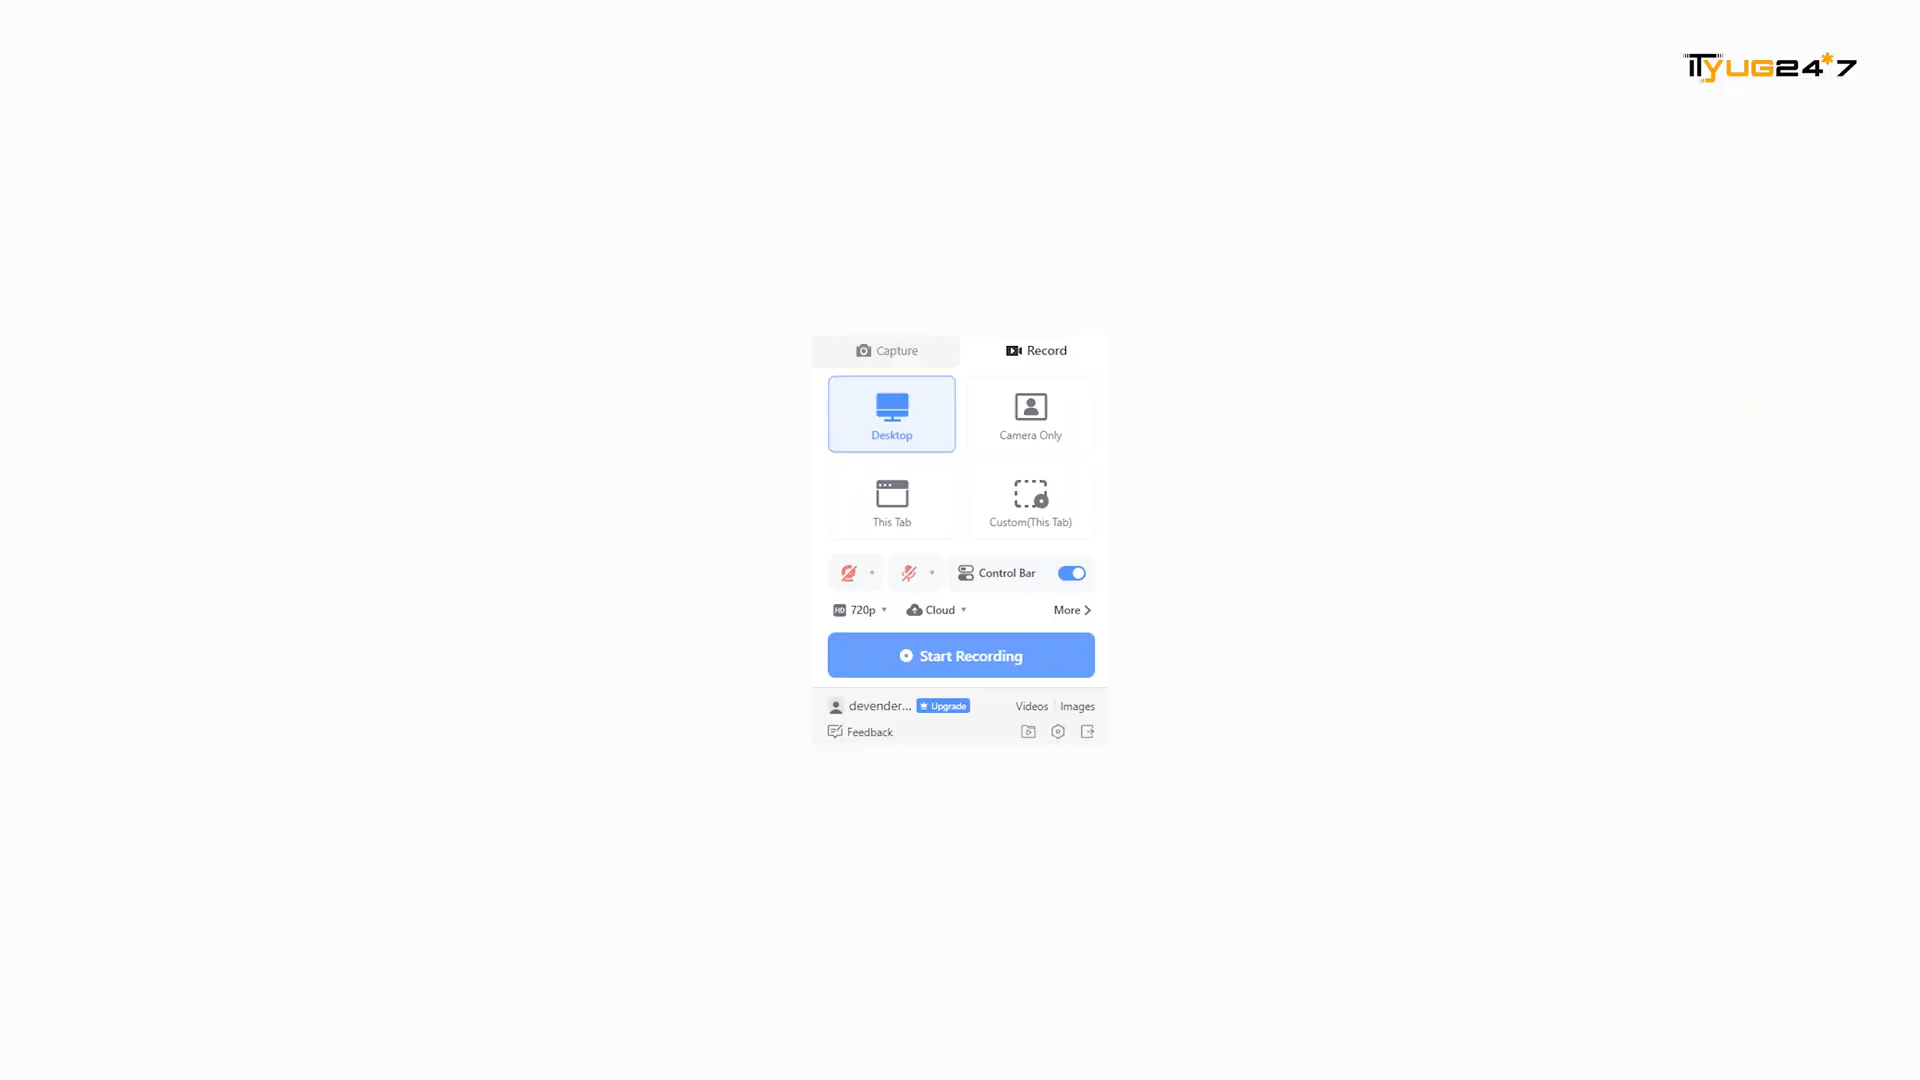 ITYUG24*7
Capture
Record
Desktop
Camera Only
This Tab
Custom(This Tab)
Control Bar
HD 720p
Cloud
More
Start Recording
devender... Upgrade
Videos
Images
Feedback